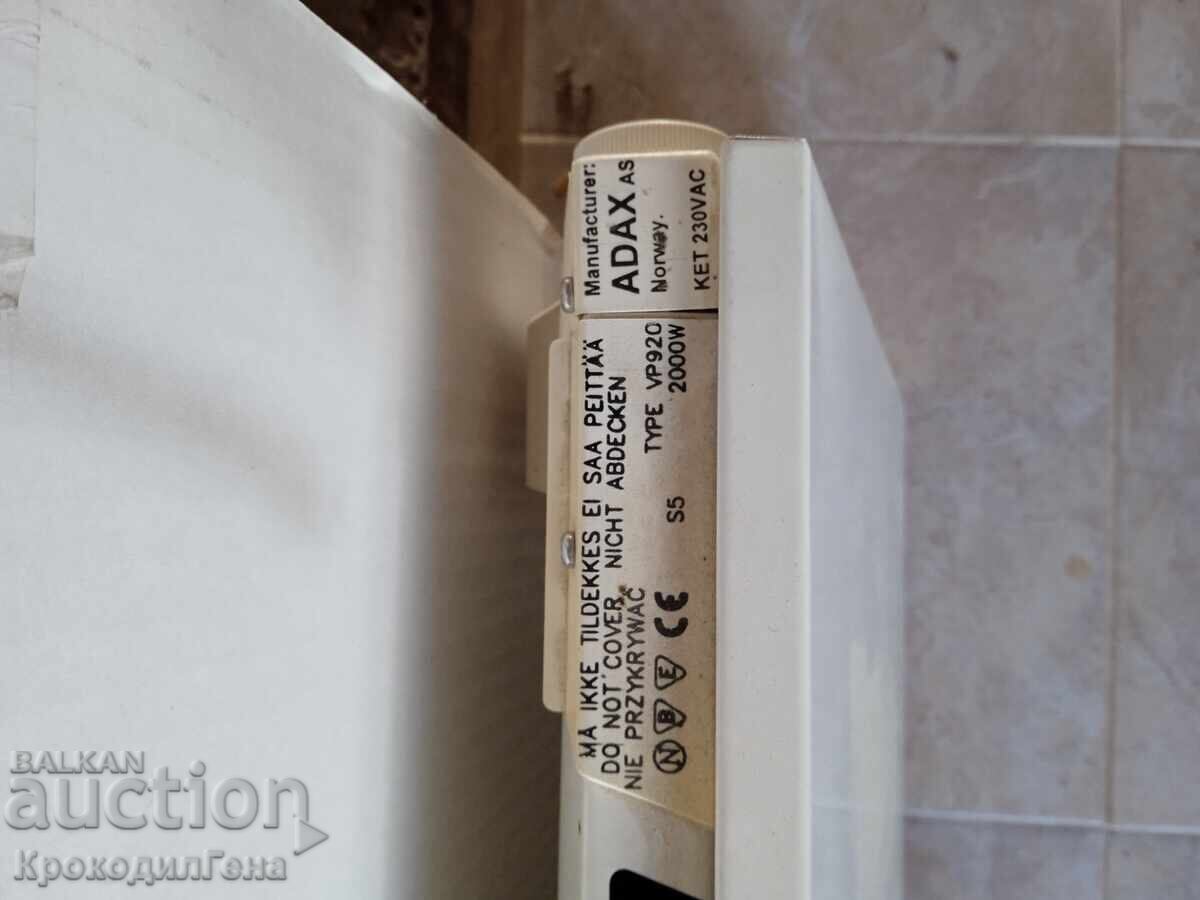 Manufacturer:
ADAX AS
Norway.
KET 230VAC
MÅ IKKE TILDEKKES EI SAA PEITTÄÄ
DO NOT COVER NICHT ABDECKEN
NIE PRZYKRYWAĆ
TYPE VP920
S5 2000W
N B E CE
BALKAN
auction
КрокодилГена